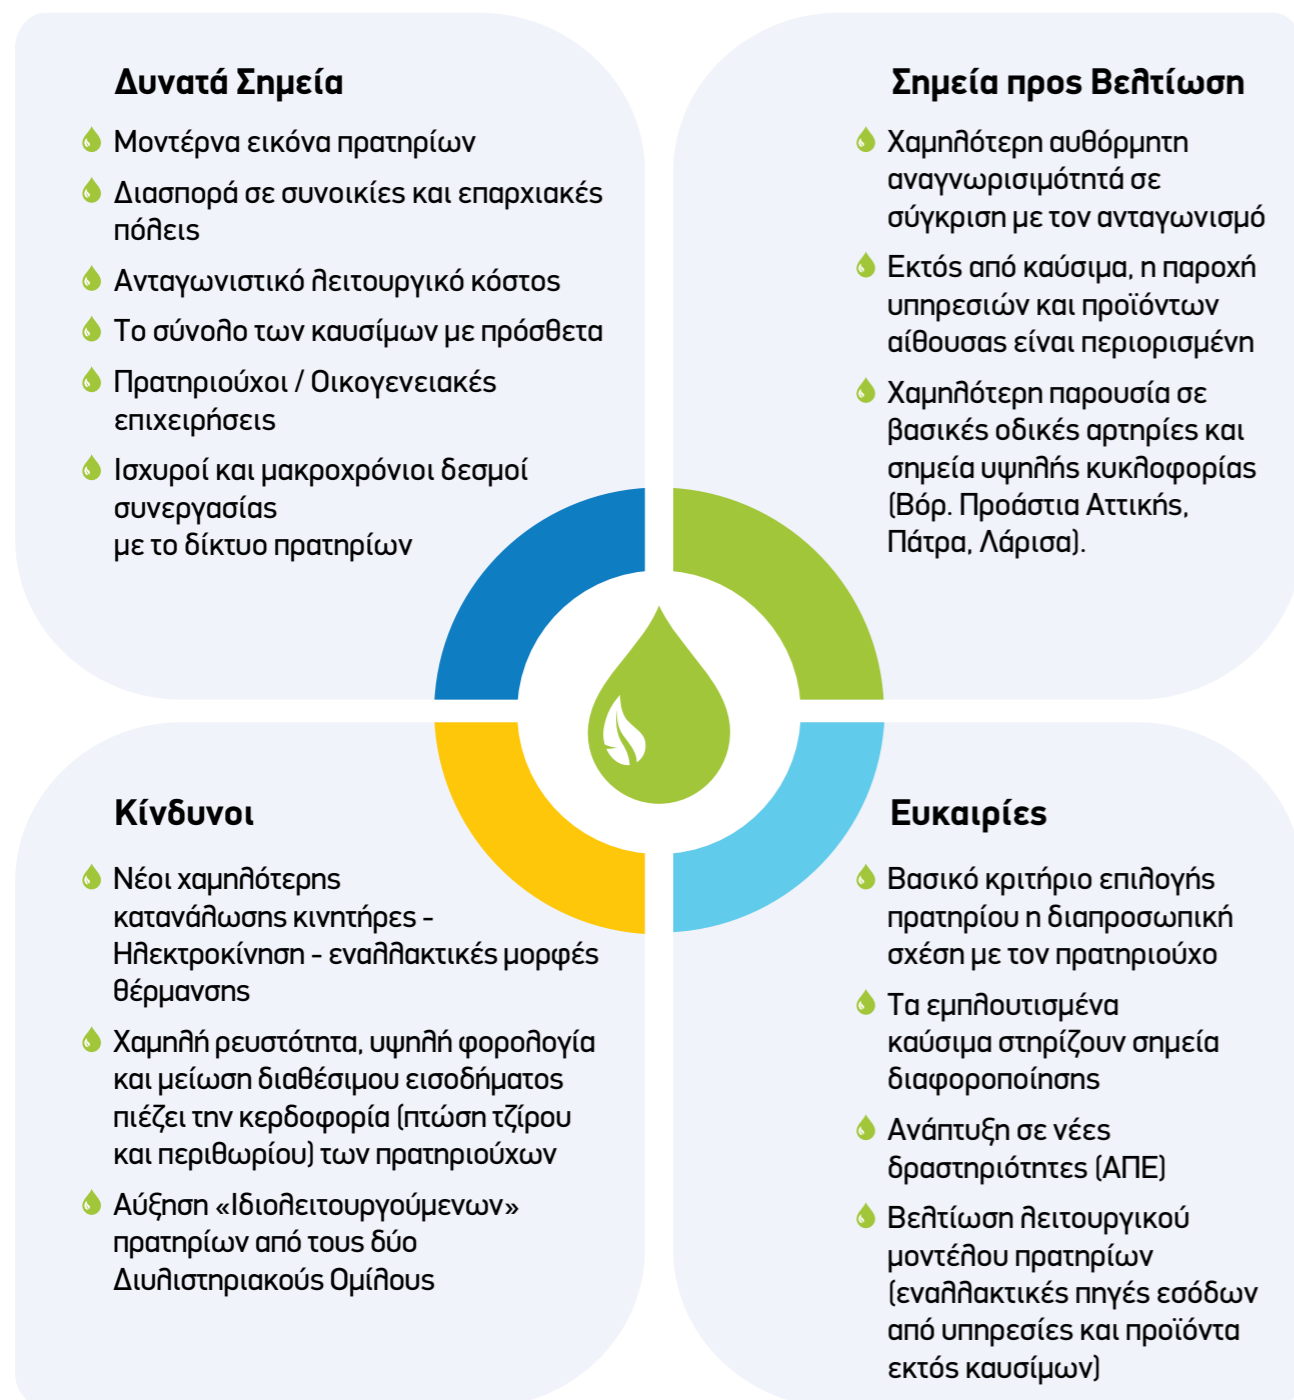 Δυνατά Σημεία
Μοντέρνα εικόνα πρατηρίων
Διασπορά σε συνοικίες και επαρχιακές
πόλεις
Ανταγωνιστικό λειτουργικό κόστος
Το σύνολο των καυσίμων με πρόσθετα
Πρατηριούχοι / Οικογενειακές
επιχειρήσεις
Ισχυροί και μακροχρόνιοι δεσμοί
συνεργασίας
με το δίκτυο πρατηρίων
Σημεία προς Βελτίωση
Χαμηλότερη αυθόρμητη
αναγνωρισιμότητά σε
σύγκριση με τον ανταγωνισμό
Εκτός από καύσιμα, η παροχή
υπηρεσιών και προϊόντων
αίθουσας είναι περιορισμένη
Χαμηλότερη παρουσία σε
βασικές οδικές αρτηρίες και
σημεία υψηλής κυκλοφορίας
(Βόρ. Προάστια Αττικής,
Πάτρα, Λάρισα).
Κίνδυνοι
Νέοι χαμηλότερης
κατανάλωσης κινητήρες -
Ηλεκτροκίνηση - εναλλακτικές μορφές
θέρμανσης
Χαμηλή ρευστότητα, υψηλή φορολογία
και μείωση διαθέσιμου εισοδήματος
πιέζει την κερδοφορία (πτώση τζίρου
και περιθωρίου) των πρατηριούχων
Αύξηση «Ιδιολειτουργούμενων»
πρατηρίων από τους δύο
Διυλιστηριακούς Ομίλους
Ευκαιρίες
Βασικό κριτήριο επιλογής
πρατηρίου η διαπροσωπική
σχέση με τον πρατηριούχο
Τα εμπλουτισμένα
καύσιμα στηρίζουν σημεία
διαφοροποίησης
Ανάπτυξη σε νέες
δραστηριότητες (ΑΠΕ)
Βελτίωση λειτουργικού
μοντέλου πρατηρίων
(εναλλακτικές πηγές εσόδων
από υπηρεσίες και προϊόντα
εκτός καυσίμων)